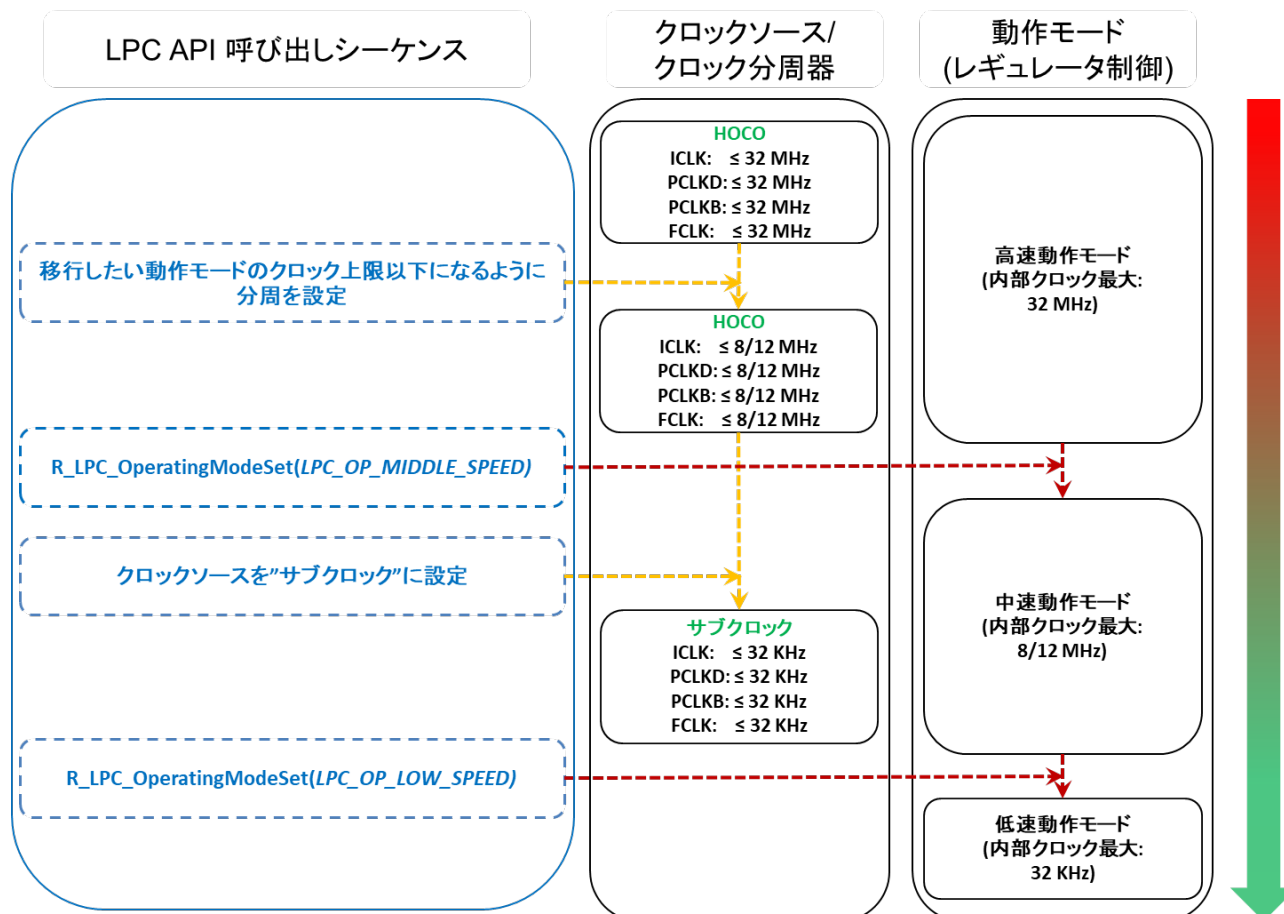 LPC API 呼び出しシーケンス
クロックソース/
クロック分周器
動作モード
(レギュレータ制御)
HOCO
ICLK: ≤ 32 MHz
PCLKD: ≤ 32 MHz
PCLKB: ≤ 32 MHz
FCLK: ≤ 32 MHz
高速動作モード
(内部クロック最大:
32 MHz)
移行したい動作モードのクロック上限以下になるように
分周を設定
HOCO
ICLK: ≤ 8/12 MHz
PCLKD: ≤ 8/12 MHz
PCLKB: ≤ 8/12 MHz
FCLK: ≤ 8/12 MHz
R_LPC_OperatingModeSet(LPC_OP_MIDDLE_SPEED)
クロックソースを”サブクロック”に設定
中速動作モード
(内部クロック最大:
8/12 MHz)
サブクロック
ICLK: ≤ 32 KHz
PCLKD: ≤ 32 KHz
PCLKB: ≤ 32 KHz
FCLK: ≤ 32 KHz
R_LPC_OperatingModeSet(LPC_OP_LOW_SPEED)
低速動作モード
(内部クロック最大:
32 KHz)